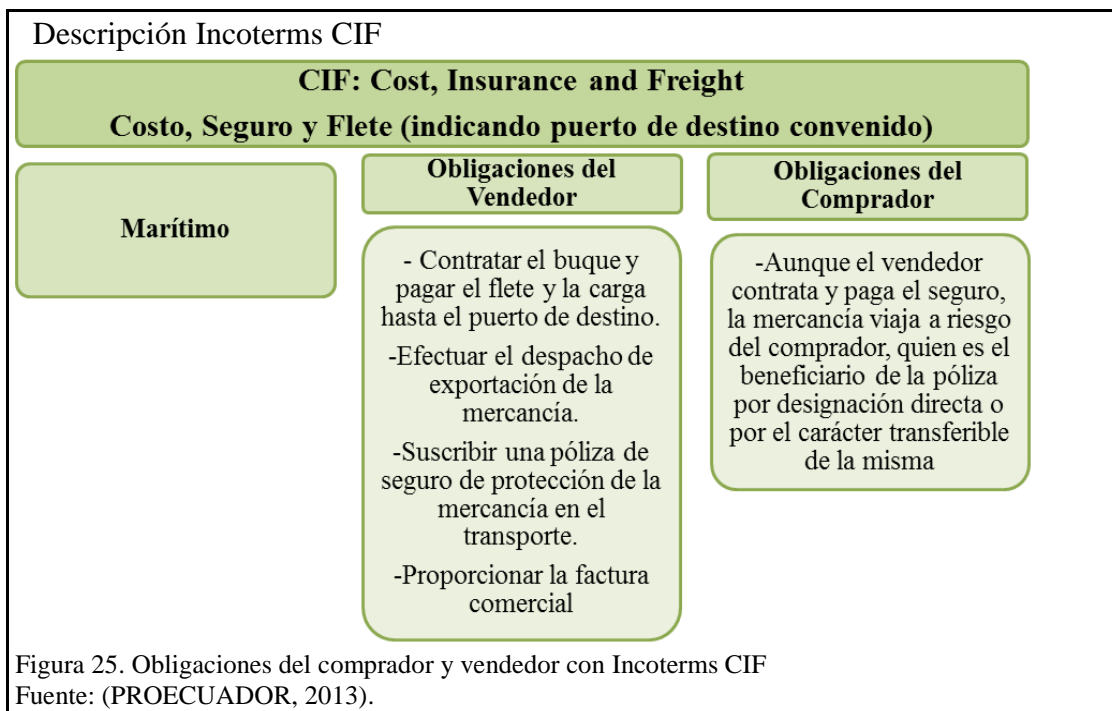 Descripción Incoterms CIF
CIF: Cost, Insurance and Freight
Costo, Seguro y Flete (indicando puerto de destino convenido)
Marítimo
Obligaciones del
Vendedor
- Contratar el buque y
pagar el flete y la carga
hasta el puerto de destino.
-Efectuar el despacho de
exportación de la
mercancía.
-Suscribir una póliza de
seguro de protección de la
mercancía en el
transporte.
-Proporcionar la factura
comercial
Obligaciones del
Comprador
-Aunque el vendedor
contrata y paga el seguro,
la mercancía viaja a riesgo
del comprador, quien es el
beneficiario de la póliza
por designación directa o
por el carácter transferible
de la misma
Figura 25. Obligaciones del comprador y vendedor con Incoterms CIF
Fuente: (PROECUADOR, 2013).